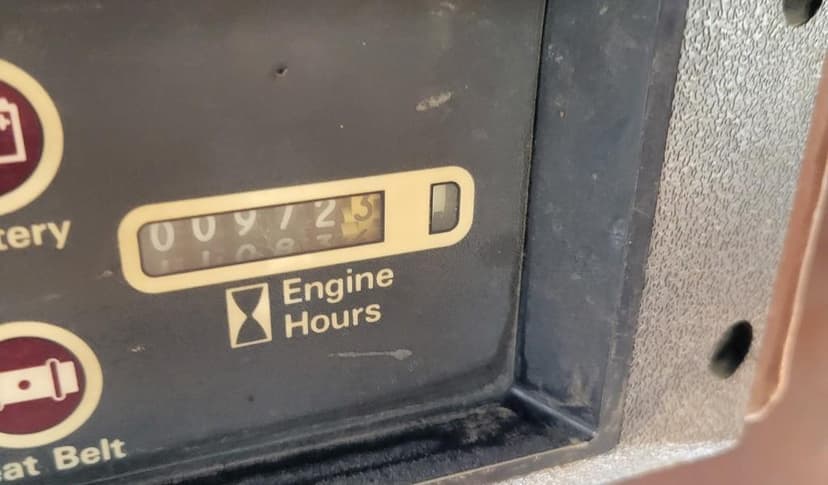 009723
tery
Engine
Hours
eat Belt